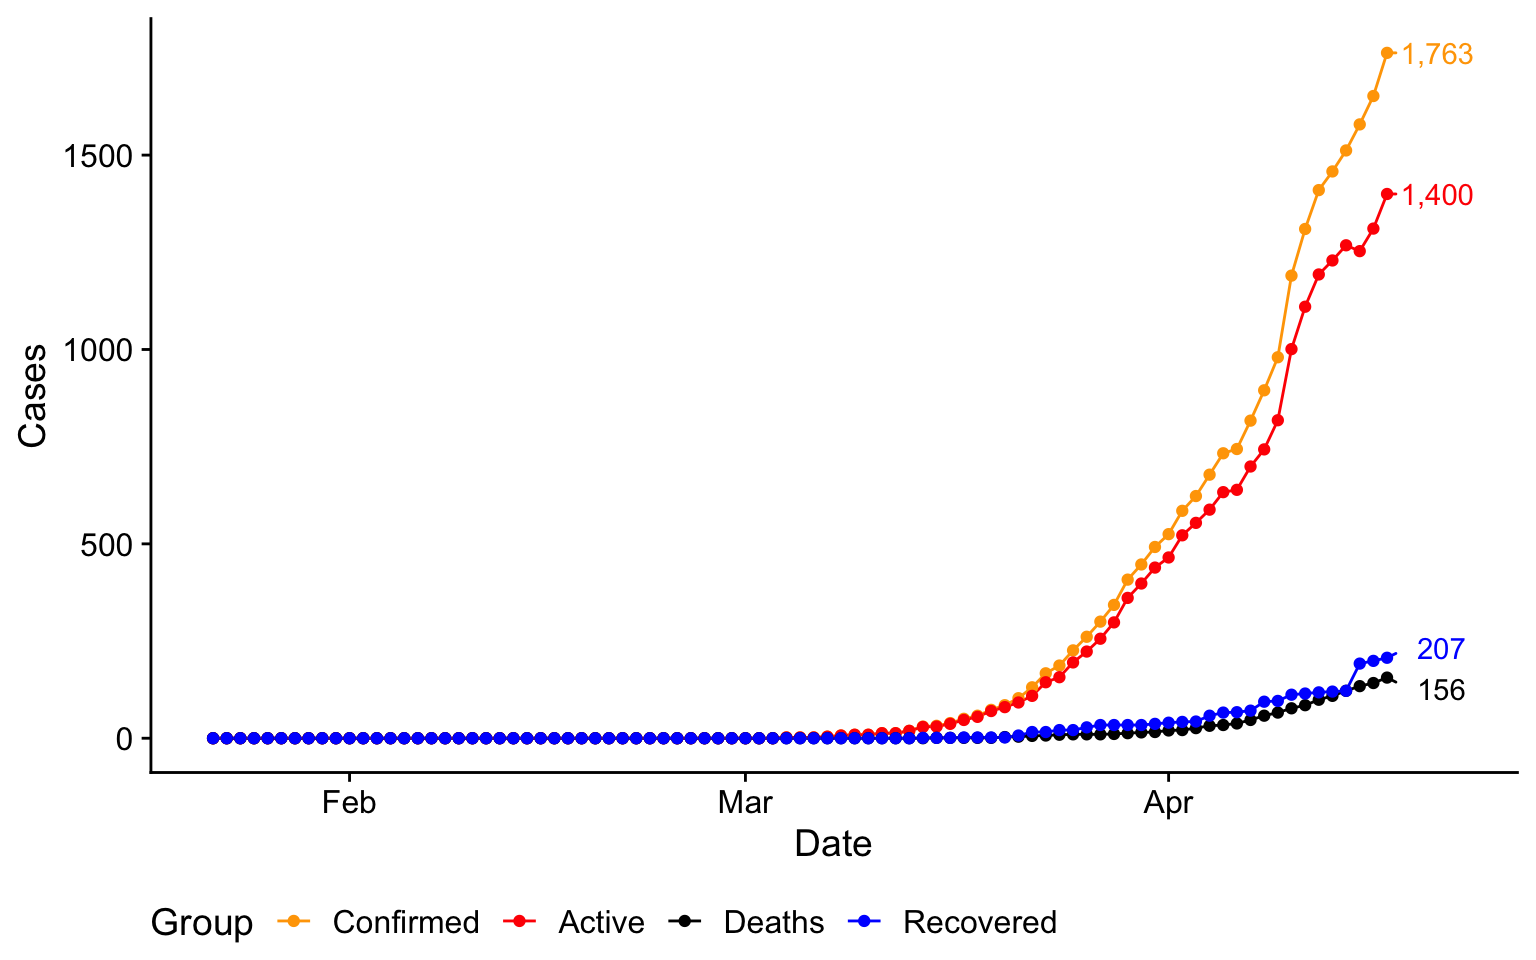 1,763
1500
1,400
1000
Cases
500
207
156
0
Feb Mar Apr
Date
Group Confirmed Active Deaths Recovered